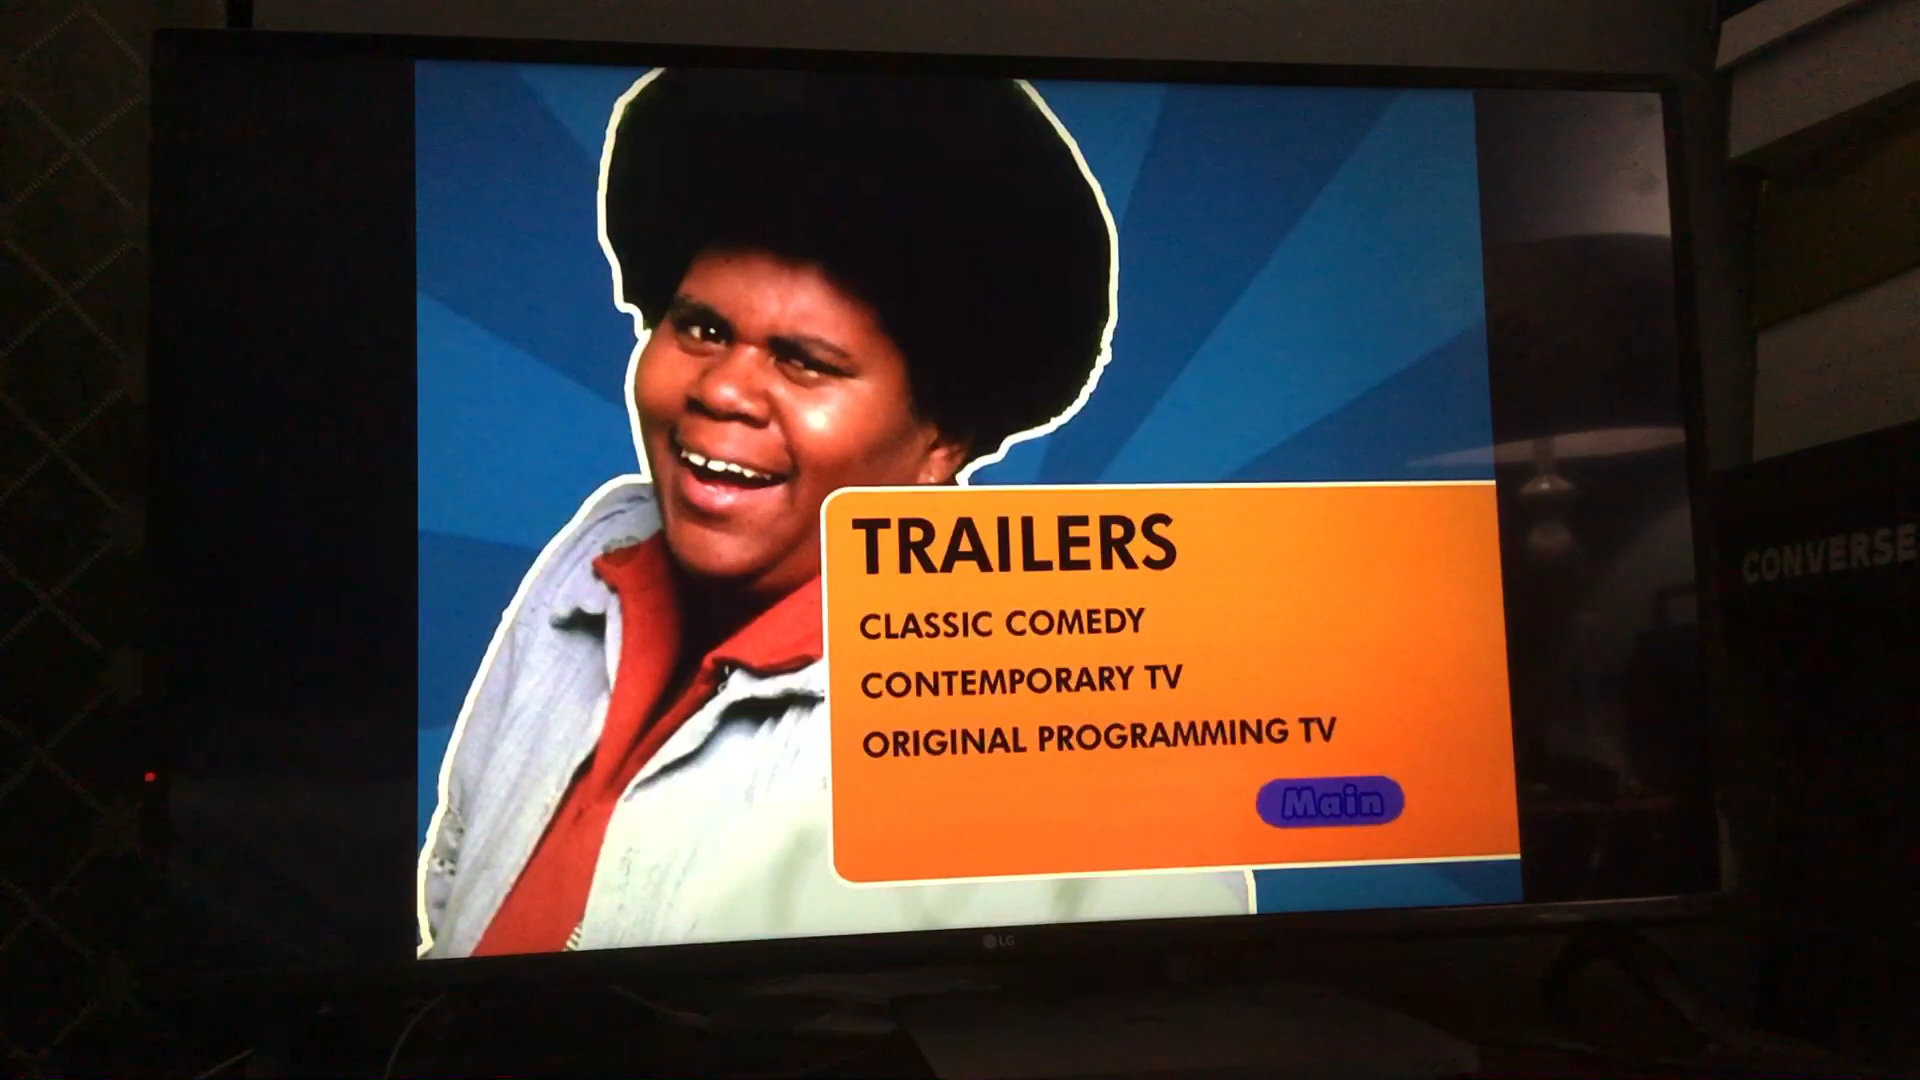 TRAILERS
CLASSIC COMEDY
CONTEMPORARY TV
ORIGINAL PROGRAMMING TV
Main
LG
CONVERSE